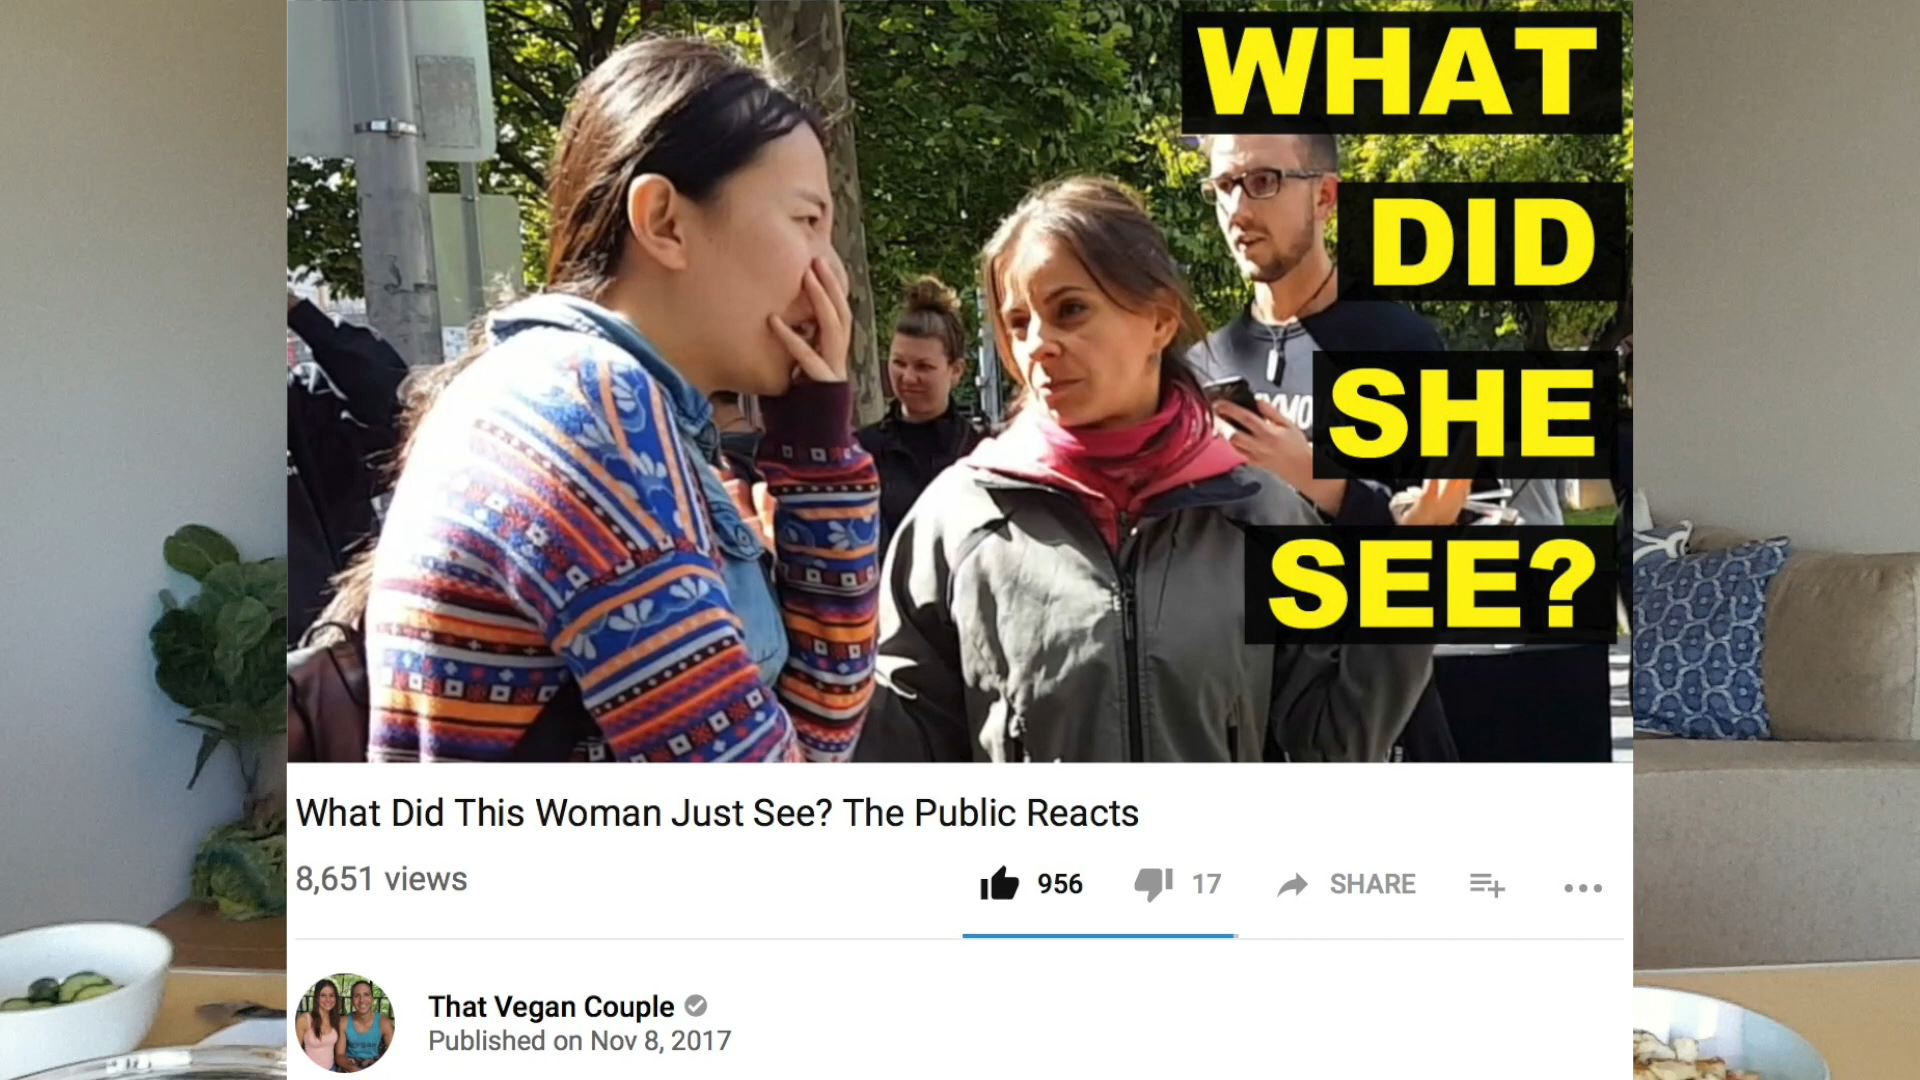 WHAT
DID
SHE
SEE?
What Did This Woman Just See? The Public Reacts
8,651 views
956
17
SHARE
That Vegan Couple
Published on Nov 8, 2017